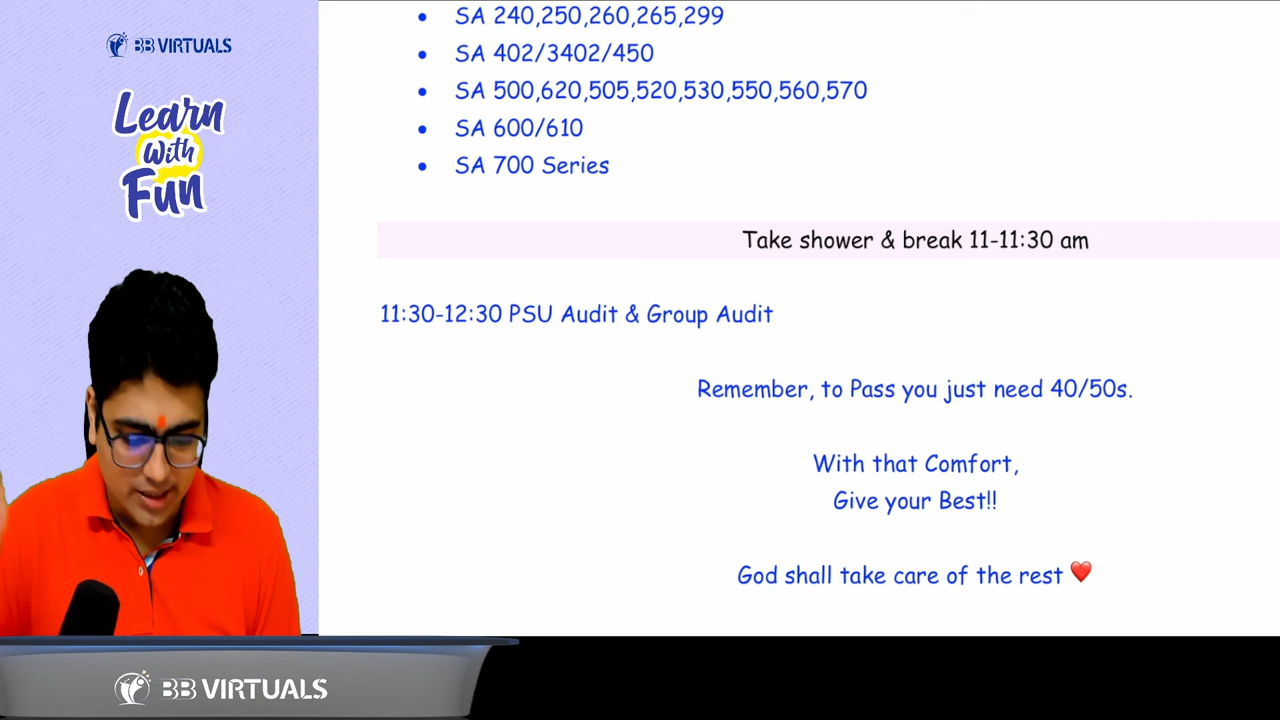 BB VIRTUALS
Learn
With
Fun
• SA 240,250,260,265,299
• SA 402/3402/450
• SA 500,620,505,520,530,550,560,570
• SA 600/610
• SA 700 Series
Take shower & break 11-11:30 am
11:30-12:30 PSU Audit & Group Audit
Remember, to Pass you just need 40/50s.
With that Comfort,
Give your Best!!
God shall take care of the rest ❤️
BB VIRTUALS